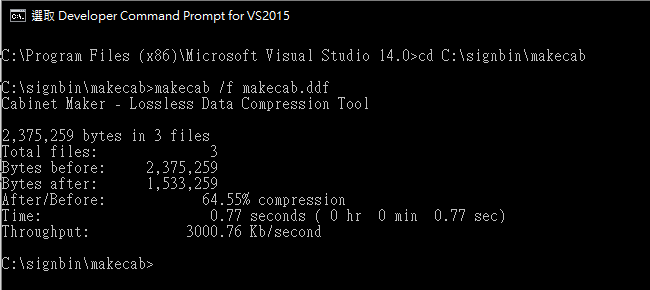 選取 Developer Command Prompt for VS2015
C:\Program Files (x86)\Microsoft Visual Studio 14.0>cd C:\signbin\makecab
C:\signbin\makecab>makecab /f makecab.ddf
Cabinet Maker - Lossless Data Compression Tool
2,375,259 bytes in 3 files
Total files: 3
Bytes before: 2,375,259
Bytes after: 1,533,259
After/Before: 64.55% compression
Time: 0.77 seconds ( 0 hr 0 min 0.77 sec)
Throughput: 3000.76 Kb/second
C:\signbin\makecab>